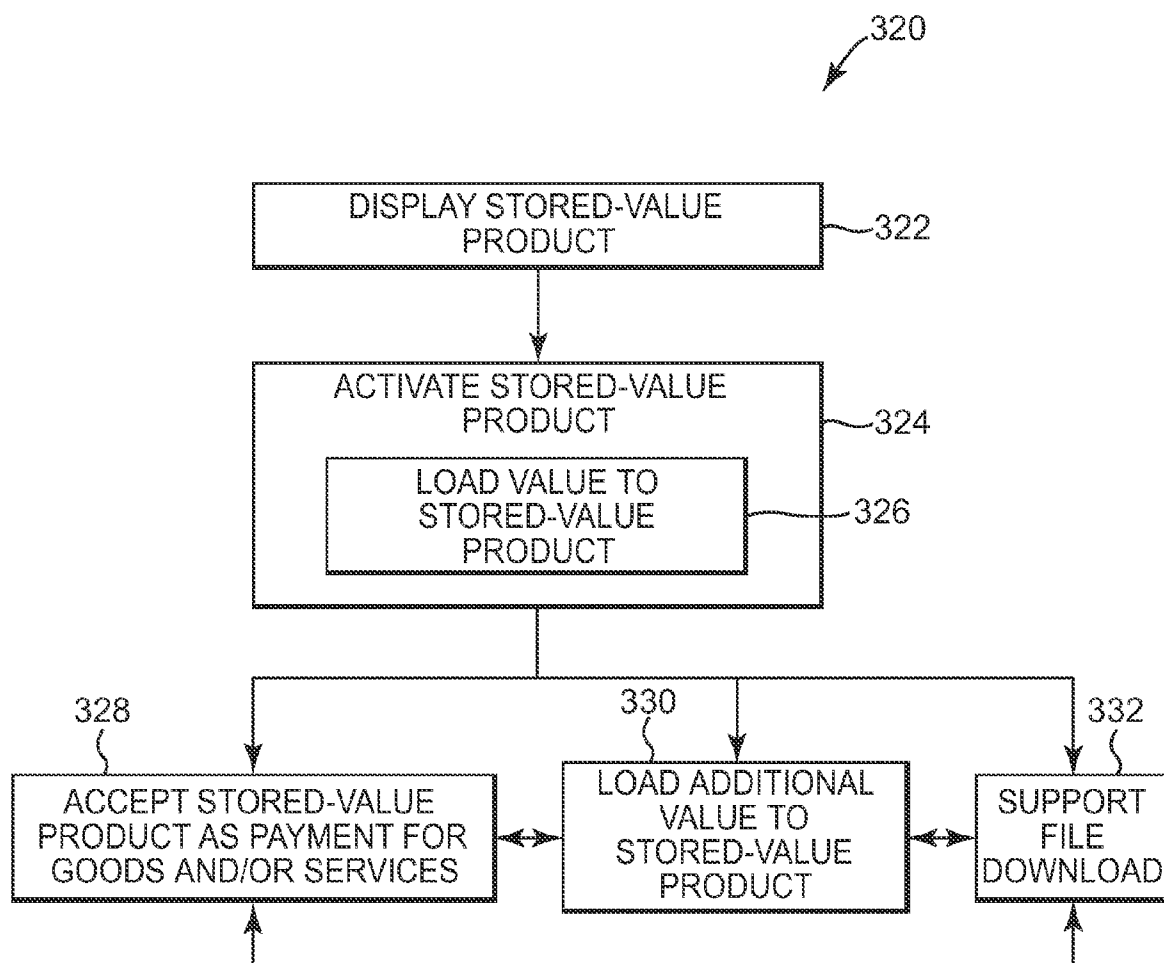 320
DISPLAY STORED-VALUE
PRODUCT
322
ACTIVATE STORED-VALUE
PRODUCT
324
LOAD VALUE TO
STORED-VALUE
PRODUCT
326
328
ACCEPT STORED-VALUE
PRODUCT AS PAYMENT FOR
GOODS AND/OR SERVICES
330
LOAD ADDITIONAL
VALUE TO
STORED-VALUE
PRODUCT
332
SUPPORT
FILE
DOWNLOAD